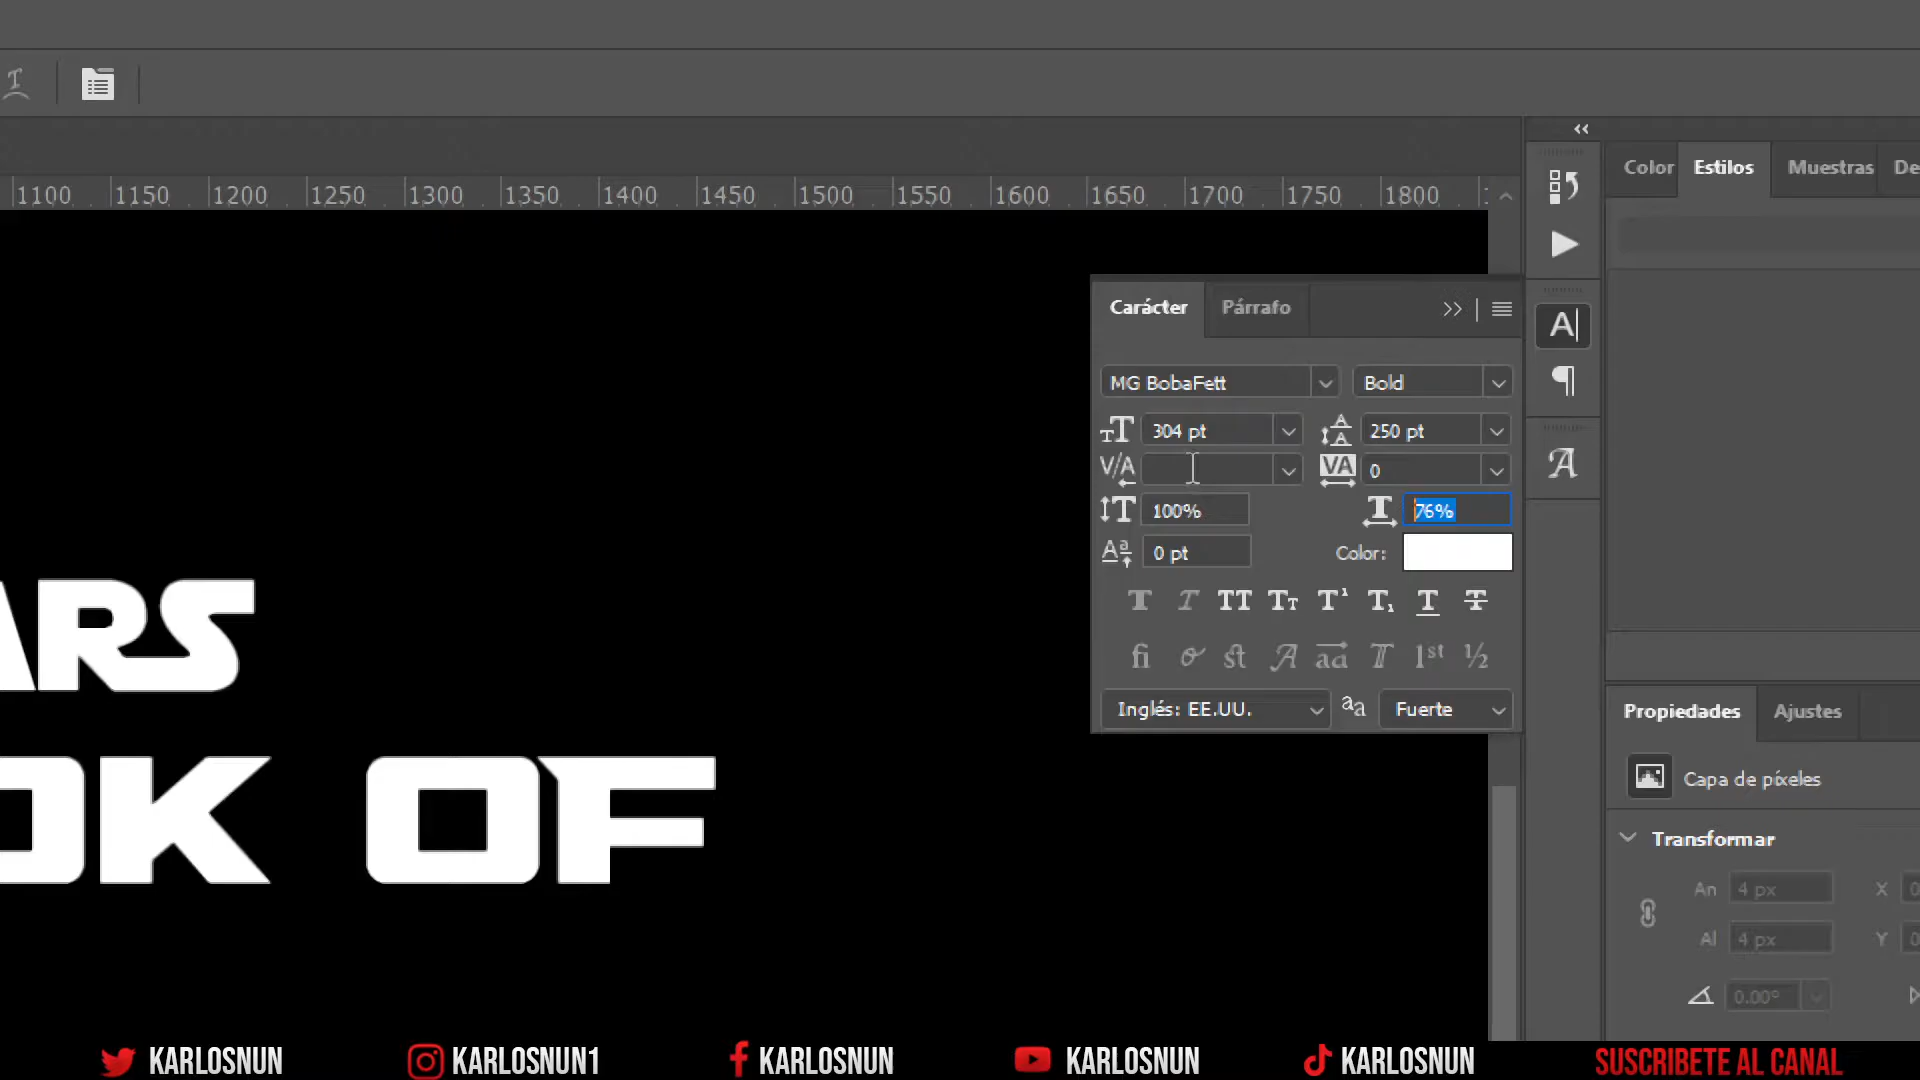 1100 1150 1200 1250 1300 1350 1400 1450 1500 1550 1600 1650 1700 1750 1800
Color Estilos Muestras De
Carácter Párrafo
MG BobaFett Bold
304 pt 250 pt
0
100% 76%
0 pt Color:
Inglés: EE.UU. Fuerte
ARS
OK OF
Propiedades Ajustes
Capa de píxeles
Transformar
An 4 px X 0
Al 4 px Y 0
0.00°
KARLOSNUN KARLOSNUN1 KARLOSNUN KARLOSNUN KARLOSNUN SUSCRIBETE AL CANAL